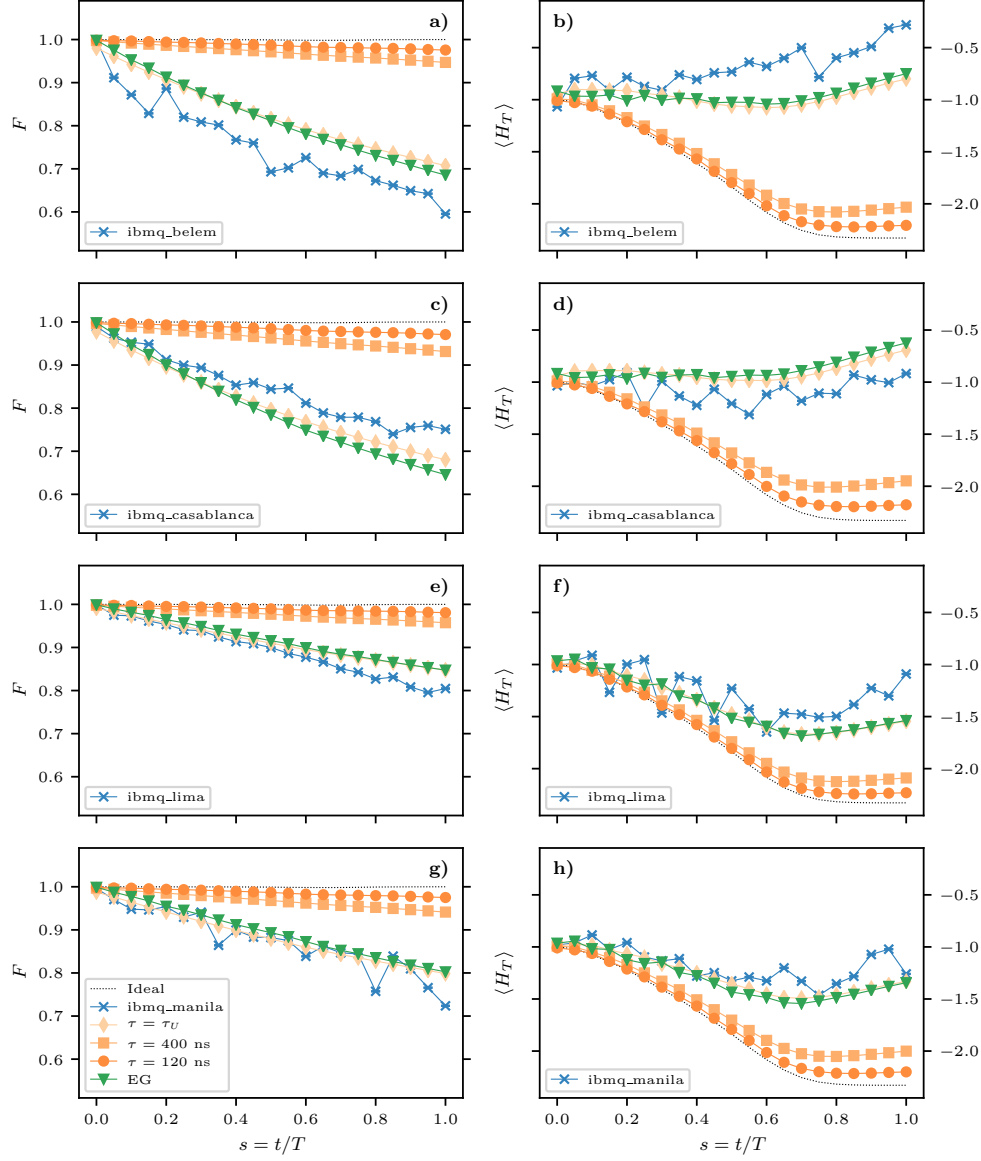 a)
1.0
0.9
0.8
0.7
0.6
F
ibmq_belem
b)
−0.5
−1.0
−1.5
−2.0
⟨H_T⟩
ibmq_belem
c)
1.0
0.9
0.8
0.7
0.6
F
ibmq_casablanca
d)
−0.5
−1.0
−1.5
−2.0
⟨H_T⟩
ibmq_casablanca
e)
1.0
0.9
0.8
0.7
0.6
F
ibmq_lima
f)
−0.5
−1.0
−1.5
−2.0
⟨H_T⟩
ibmq_lima
g)
1.0
0.9
0.8
0.7
0.6
F
Ideal
ibmq_manila
τ = τ_U
τ = 400 ns
τ = 120 ns
EG
0.0 0.2 0.4 0.6 0.8 1.0
s = t/T
h)
−0.5
−1.0
−1.5
−2.0
⟨H_T⟩
ibmq_manila
0.0 0.2 0.4 0.6 0.8 1.0
s = t/T